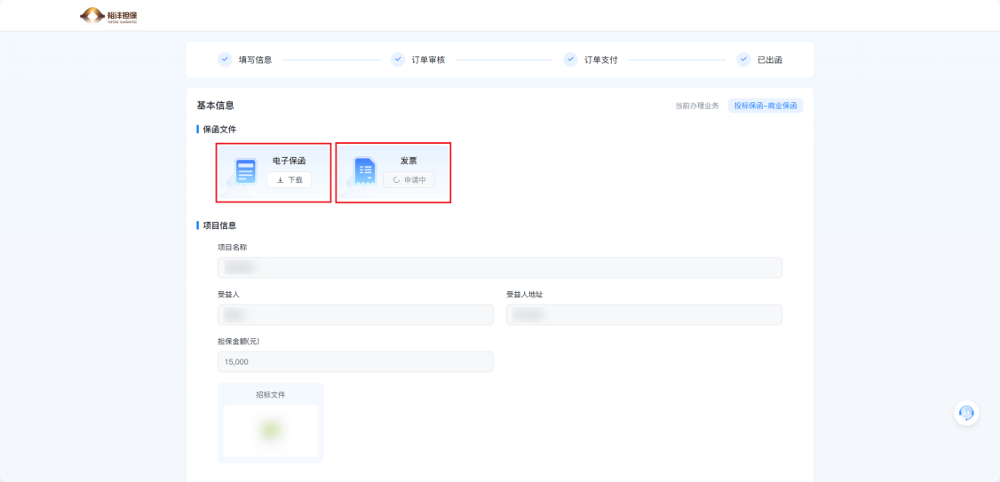 裕沣担保
YUFENG GUARANTEE
填写信息
订单审核
订单支付
已出函
基本信息
当前办理业务
投标保函-商业保函
保函文件
电子保函
下载
发票
申请中
项目信息
项目名称
受益人
受益人地址
担保金额(元)
15,000
招标文件